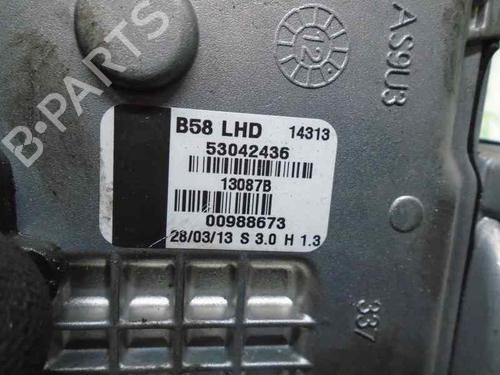 B-PARTS
12
AS9U3
B58 LHD 14313
53042436
13087B
00988673
28/03/13 S 3.0 H 1.3
337